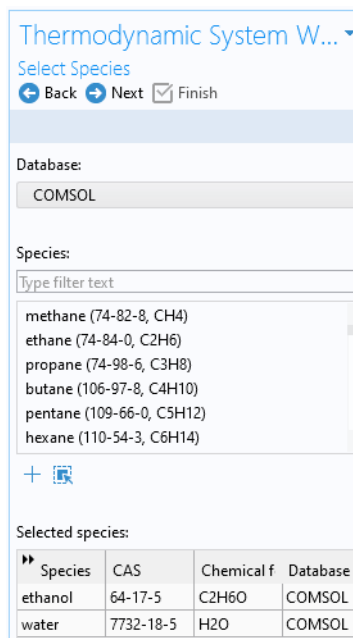 Thermodynamic System W...
Select Species
Back Next Finish
Database:
COMSOL
Species:
Type filter text
methane (74-82-8, CH4)
ethane (74-84-0, C2H6)
propane (74-98-6, C3H8)
butane (106-97-8, C4H10)
pentane (109-66-0, C5H12)
hexane (110-54-3, C6H14)
Selected species:
Species CAS Chemical f Database
ethanol 64-17-5 C2H6O COMSOL
water 7732-18-5 H2O COMSOL